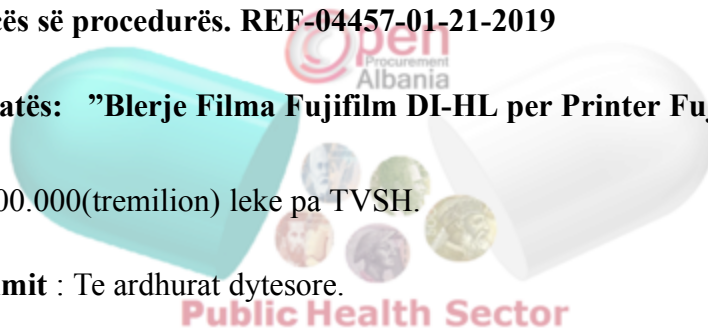 cës së procedurës. REF-04457-01-21-2019
Open
Procurement
Albania
atës: ”Blerje Filma Fujifilm DI-HL per Printer Fuj
00.000(tremilion) leke pa TVSH.
mit : Te ardhurat dytesore.
Public Health Sector